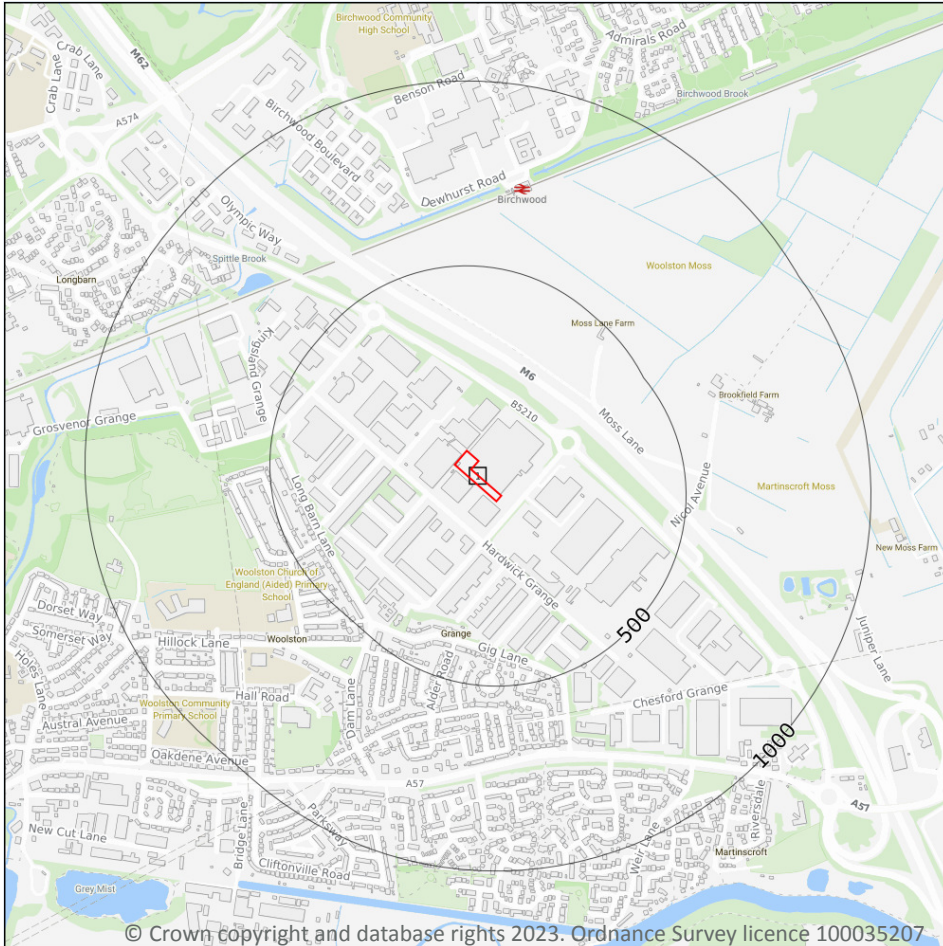 Birchwood Community
High School
Admirals Road
Crab Lane
Crab Lane
M62
Benson Road
Birchwood Brook
A574
Birchwood Boulevard
Dewhurst Road
Birchwood
Olympic Way
Spittle Brook
Woolston Moss
Longbarn
Kingsland Grange
Moss Lane Farm
M6
Brookfield Farm
B5210
Moss Lane
Grosvenor Grange
Long Barn Lane
Nicol Avenue
Martinscroft Moss
Hardwick Grange
New Moss Farm
Woolston Church of
England (Aided) Primary
School
Dorset Way
Somerset Way
Holes Lane
Hillock Lane
Woolston
Grange
Gig Lane
500
Juniper Lane
Alder Road
Hall Road
Dam Lane
Chesford Grange
Woolston Community
Primary School
Austral Avenue
Oakdene Avenue
1000
A57
A57
Parksway
New Cut Lane
Bridge Lane
Weir Lane
Riversdale
Martinscroft
Cliftonville Road
Grey Mist
© Crown copyright and database rights 2023. Ordnance Survey licence 100035207